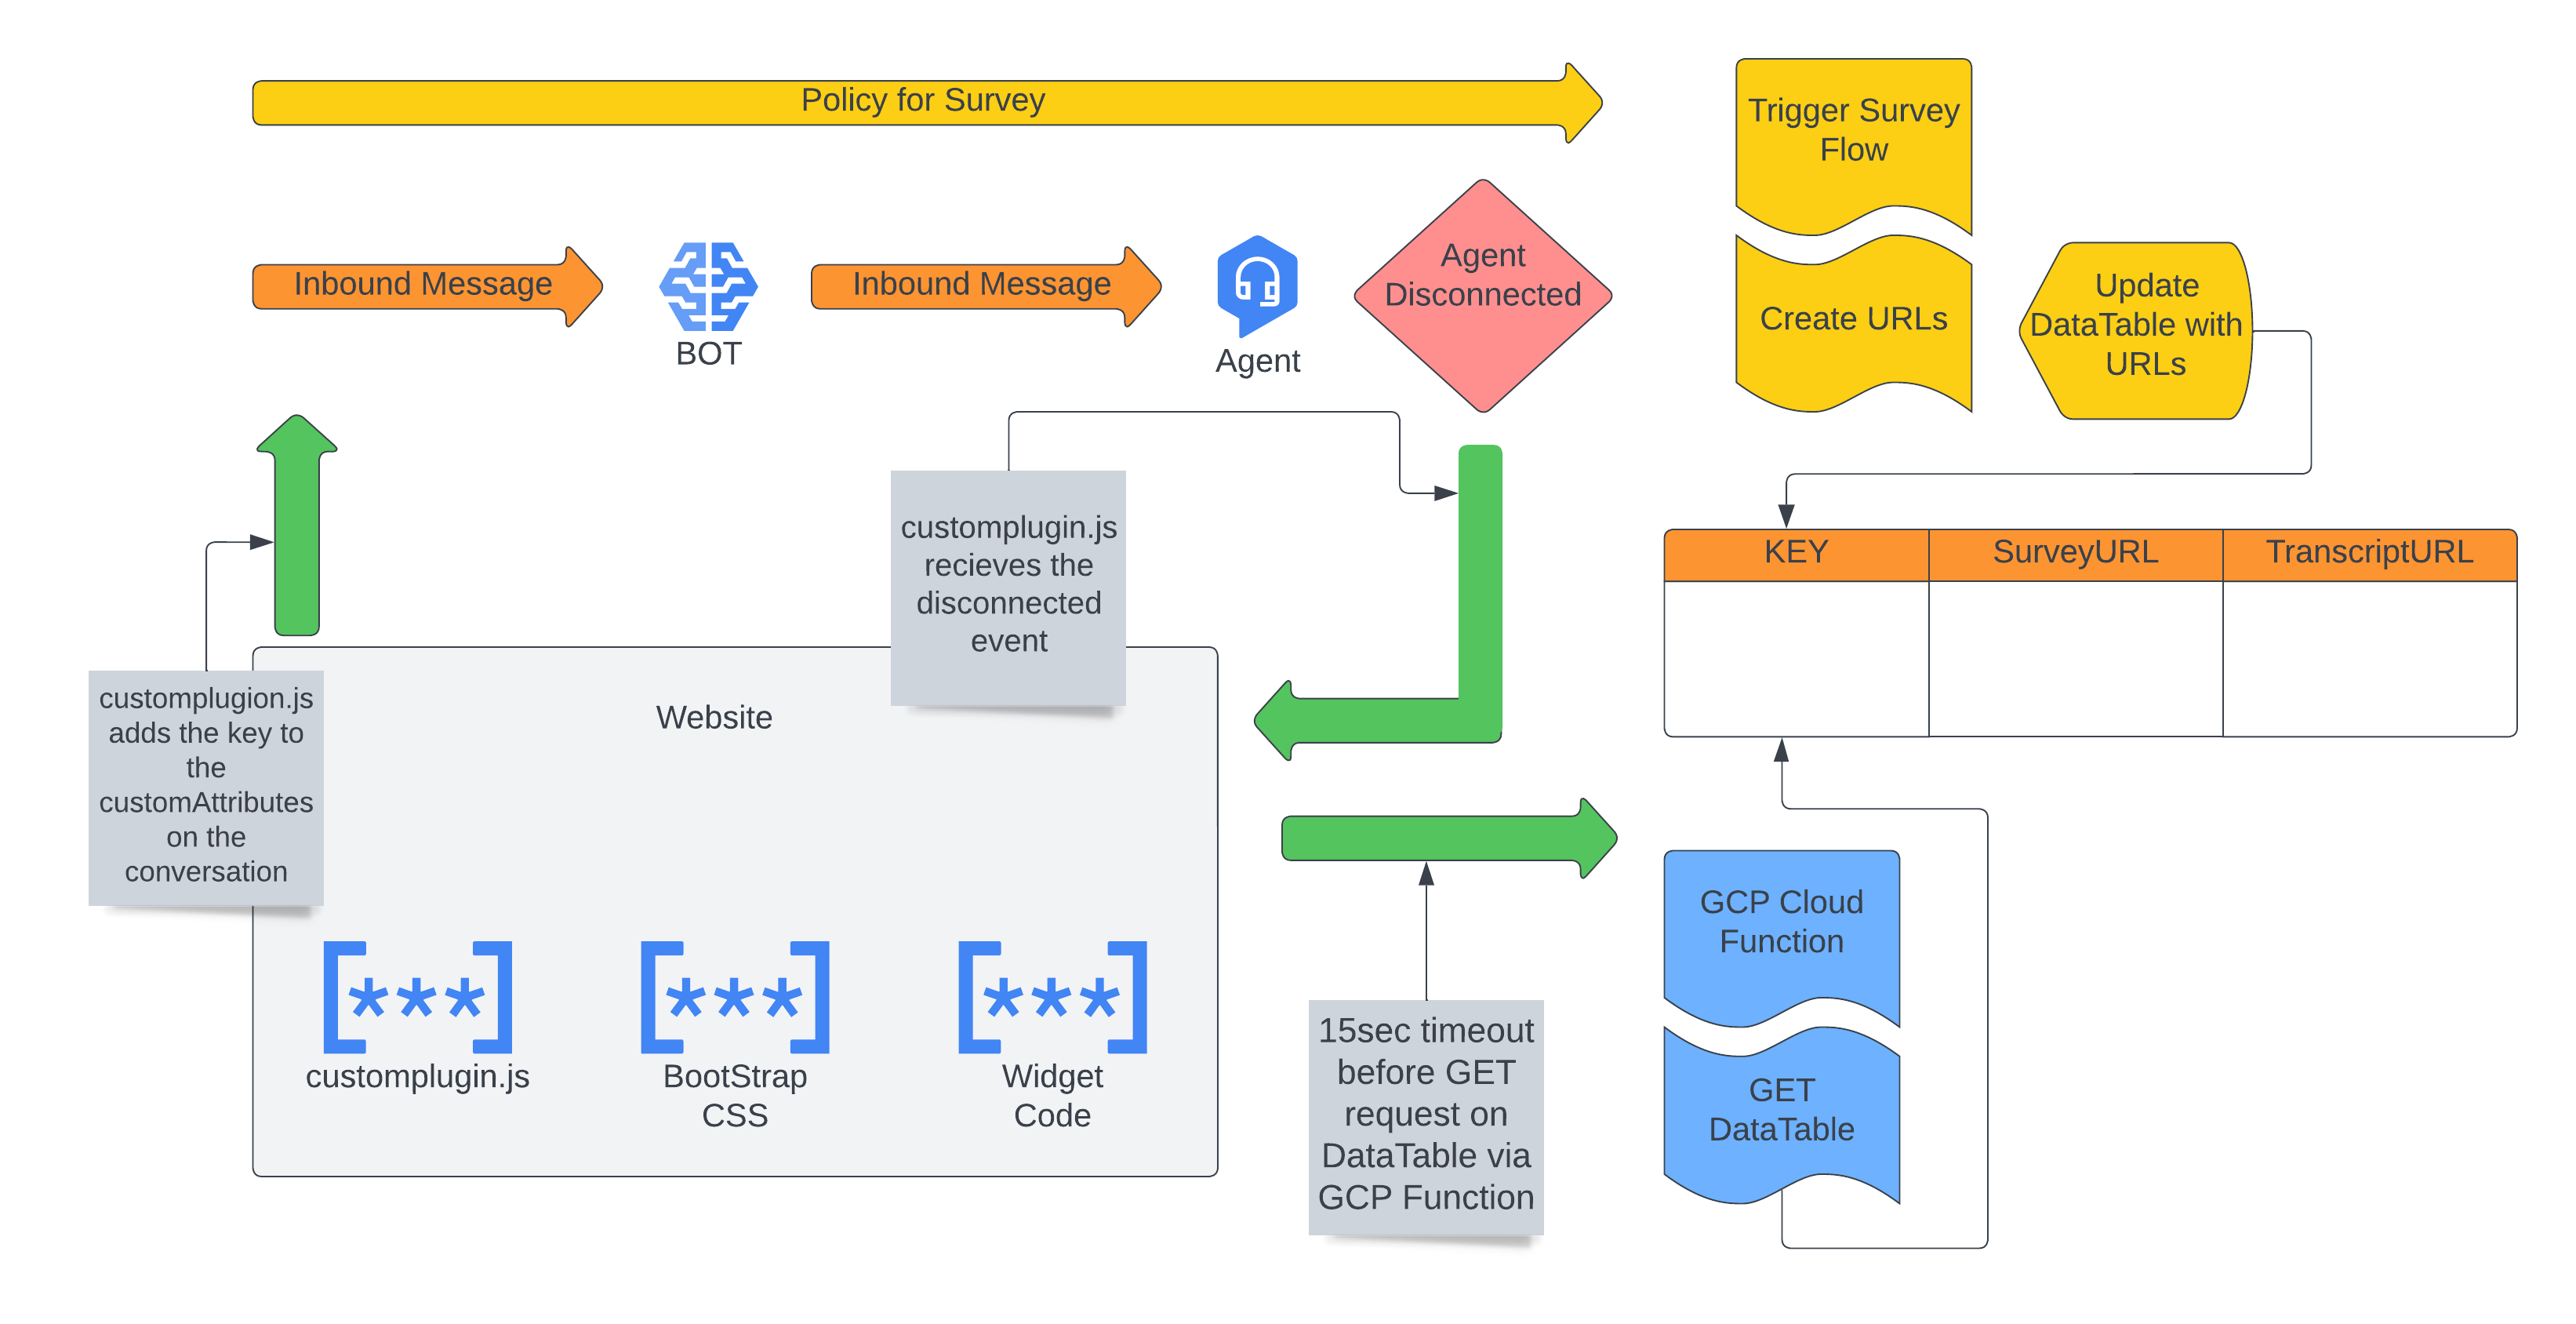 Policy for Survey
Trigger Survey
Flow
Inbound Message
BOT
Inbound Message
Agent
Agent
Disconnected
Create URLs
Update
DataTable with
URLs
customplugin.js
recieves the
disconnected
event
KEY
SurveyURL
TranscriptURL
customplugion.js
adds the key to
the
customAttributes
on the
conversation
Website
GCP Cloud
Function
customplugin.js
BootStrap
CSS
Widget
Code
15sec timeout
before GET
request on
DataTable via
GCP Function
GET
DataTable